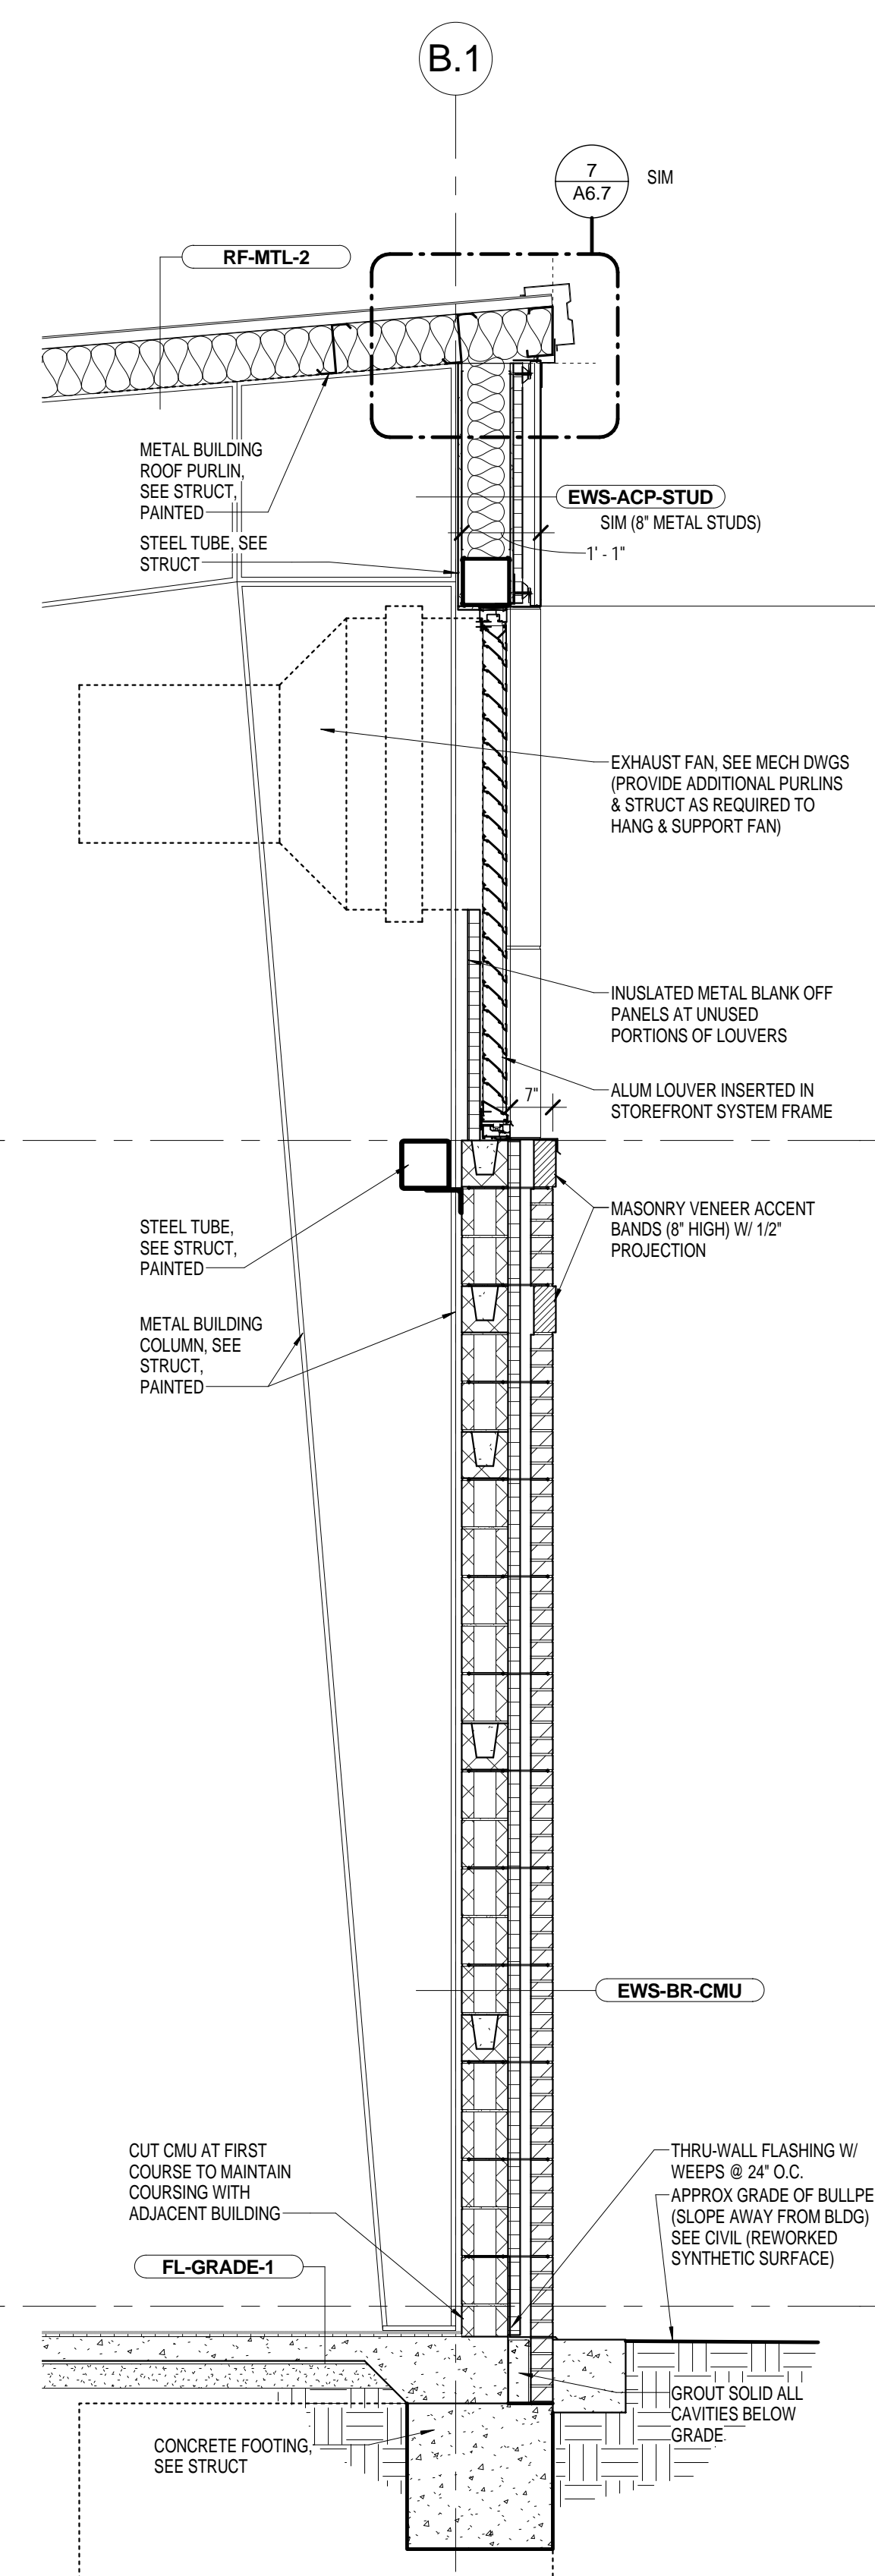 B.1
7
A6.7
SIM
RF-MTL-2
METAL BUILDING
ROOF PURLIN,
SEE STRUCT,
PAINTED
STEEL TUBE, SEE
STRUCT
EWS-ACP-STUD
SIM (8" METAL STUDS)
1' - 1"
EXHAUST FAN, SEE MECH DWGS
(PROVIDE ADDITIONAL PURLINS
& STRUCT AS REQUIRED TO
HANG & SUPPORT FAN)
INUSLATED METAL BLANK OFF
PANELS AT UNUSED
PORTIONS OF LOUVERS
7"
ALUM LOUVER INSERTED IN
STOREFRONT SYSTEM FRAME
STEEL TUBE,
SEE STRUCT,
PAINTED
MASONRY VENEER ACCENT
BANDS (8" HIGH) W/ 1/2"
PROJECTION
METAL BUILDING
COLUMN, SEE
STRUCT,
PAINTED
EWS-BR-CMU
CUT CMU AT FIRST
COURSE TO MAINTAIN
COURSING WITH
ADJACENT BUILDING
FL-GRADE-1
THRU-WALL FLASHING W/
WEEPS @ 24" O.C.
APPROX GRADE OF BULLPE
(SLOPE AWAY FROM BLDG)
SEE CIVIL (REWORKED
SYNTHETIC SURFACE)
GROUT SOLID ALL
CAVITIES BELOW
GRADE
CONCRETE FOOTING,
SEE STRUCT